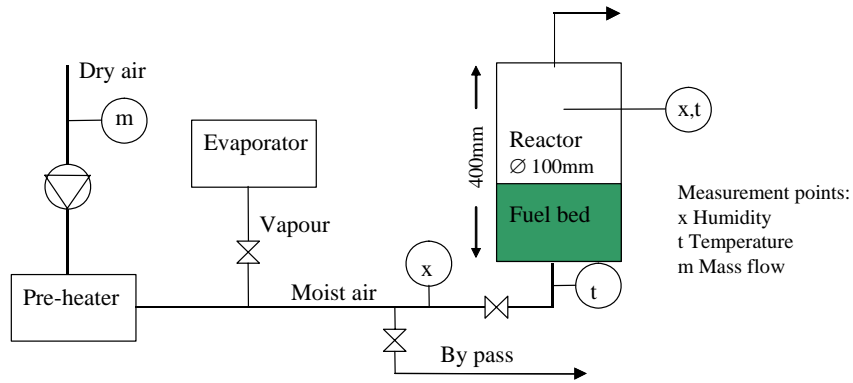 Dry air
m
Evaporator
Vapour
Pre-heater
Moist air
x
By pass
400mm
Reactor
∅ 100mm
Fuel bed
x,t
t
Measurement points:
x Humidity
t Temperature
m Mass flow